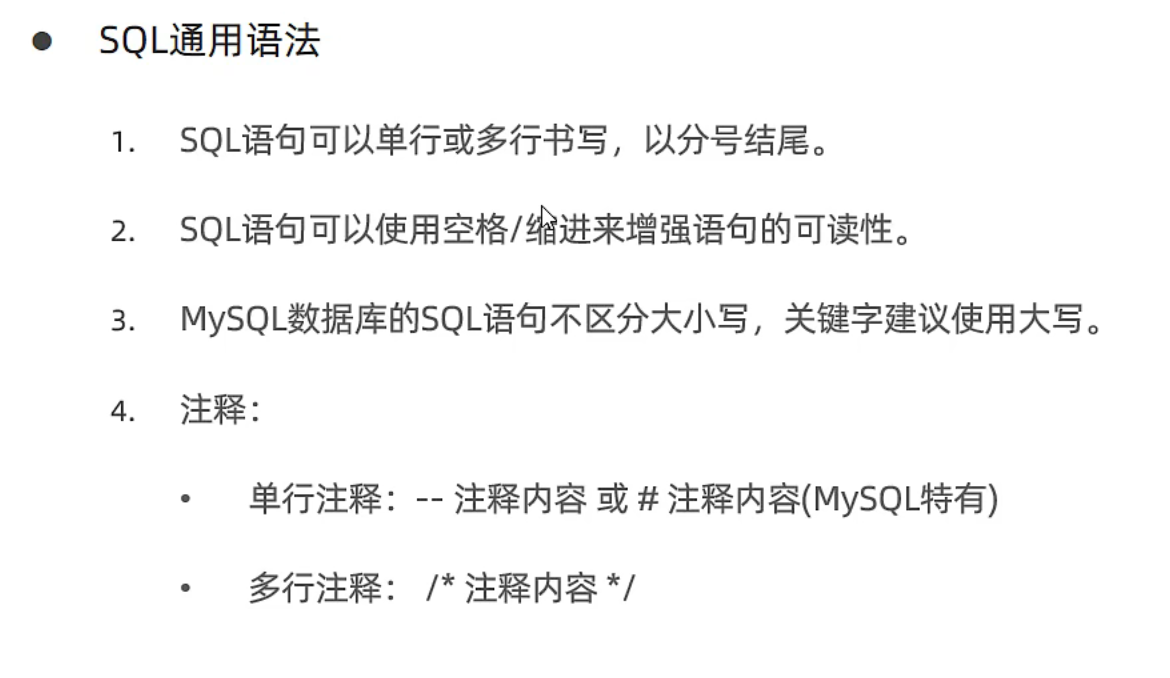 ● SQL通用语法
1. SQL语句可以单行或多行书写，以分号结尾。
2. SQL语句可以使用空格/缩进来增强语句的可读性。
3. MySQL数据库的SQL语句不区分大小写，关键字建议使用大写。
4. 注释：
• 单行注释：-- 注释内容 或 # 注释内容(MySQL特有)
• 多行注释： /* 注释内容 */